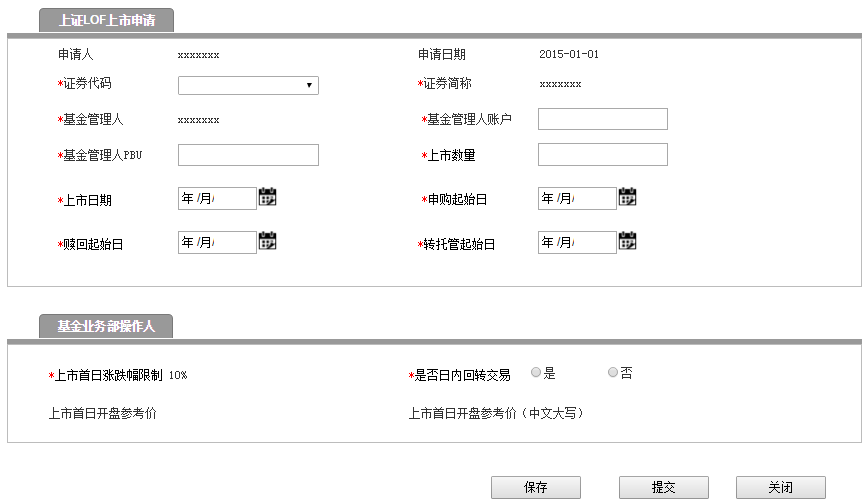 上证LOF上市申请
申请人 xxxxxxx 申请日期 2015-01-01
*证券代码 *证券简称 xxxxxxx
*基金管理人 xxxxxxx *基金管理人账户
*基金管理人PBU *上市数量
*上市日期 年 /月/ *申购起始日 年 /月/
*赎回起始日 年 /月/ *转托管起始日 年 /月/
基金业务部操作人
*上市首日涨跌幅限制 10% *是否日内回转交易 是 否
上市首日开盘参考价 上市首日开盘参考价（中文大写）
保存 提交 关闭